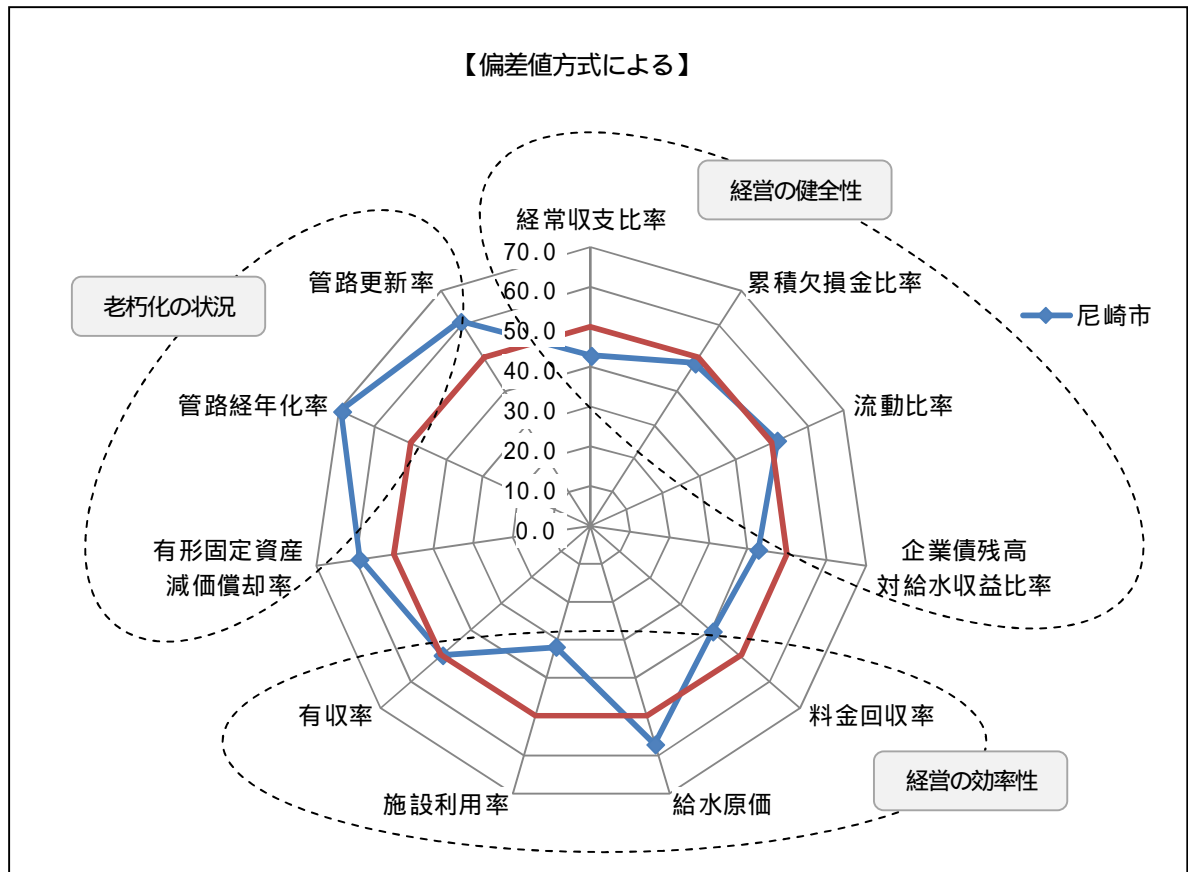 【偏差値方式による】
経営の健全性
経常収支比率
70.0
60.0
50.0
40.0
30.0
20.0
10.0
0.0
管路更新率
累積欠損金比率
老朽化の状況
尼崎市
管路経年化率
流動比率
有形固定資産
減価償却率
企業債残高
対給水収益比率
有収率
料金回収率
経営の効率性
施設利用率
給水原価